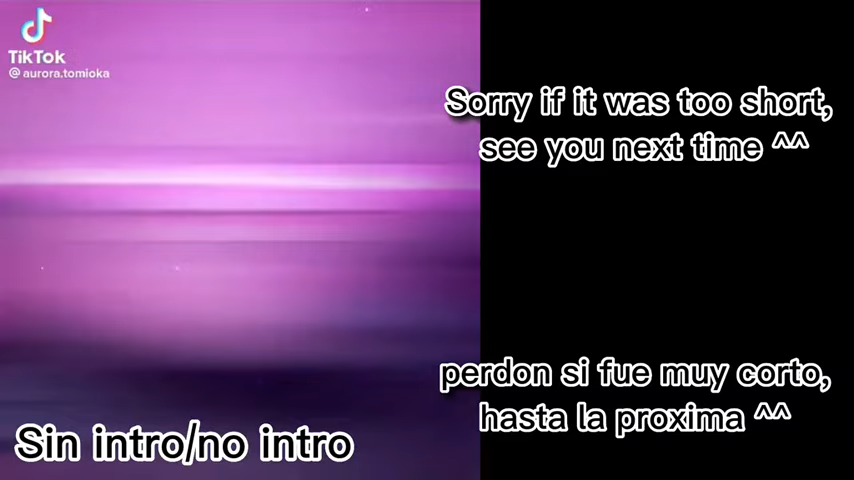 TikTok
@aurora.tomioka
Sorry if it was too short,
see you next time ^^
perdon si fue muy corto,
hasta la proxima ^^
Sin intro/no intro